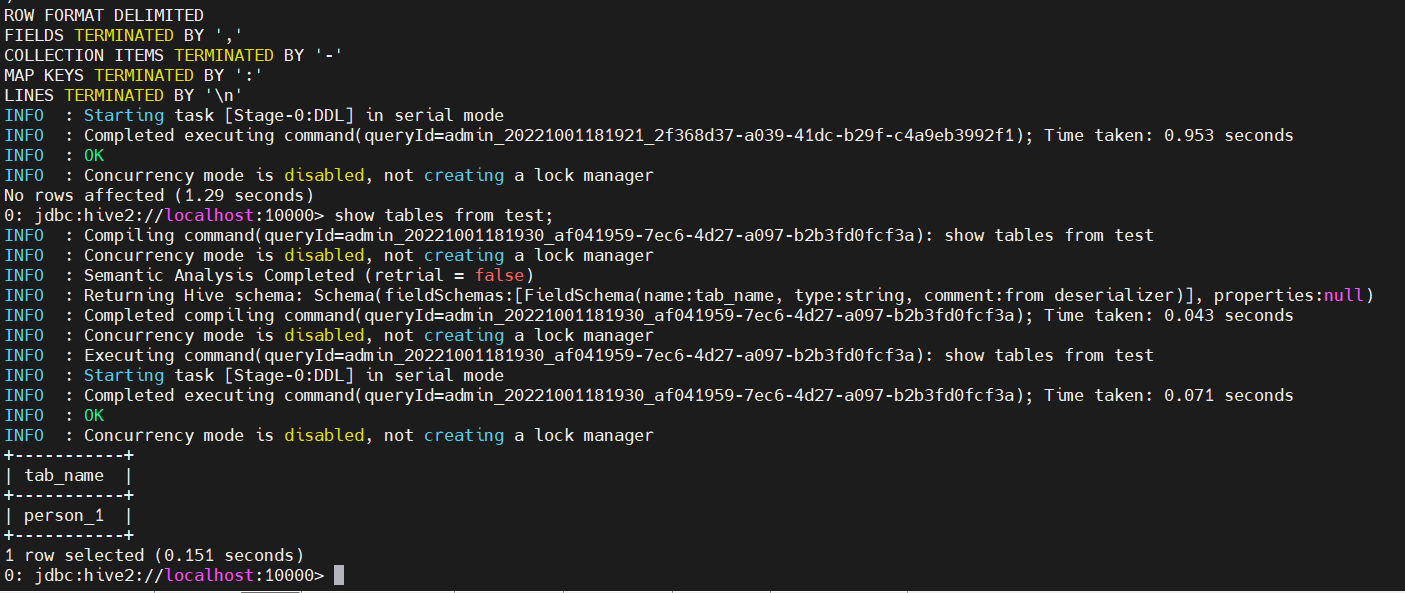 ROW FORMAT DELIMITED
FIELDS TERMINATED BY ','
COLLECTION ITEMS TERMINATED BY '-'
MAP KEYS TERMINATED BY ':'
LINES TERMINATED BY '\n'
INFO  : Starting task [Stage-0:DDL] in serial mode
INFO  : Completed executing command(queryId=admin_20221001181921_2f368d37-a039-41dc-b29f-c4a9eb3992f1); Time taken: 0.953 seconds
INFO  : OK
INFO  : Concurrency mode is disabled, not creating a lock manager
No rows affected (1.29 seconds)
0: jdbc:hive2://localhost:10000> show tables from test;
INFO  : Compiling command(queryId=admin_20221001181930_af041959-7ec6-4d27-a097-b2b3fd0fcf3a): show tables from test
INFO  : Concurrency mode is disabled, not creating a lock manager
INFO  : Semantic Analysis Completed (retrial = false)
INFO  : Returning Hive schema: Schema(fieldSchemas:[FieldSchema(name:tab_name, type:string, comment:from deserializer)], properties:null)
INFO  : Completed compiling command(queryId=admin_20221001181930_af041959-7ec6-4d27-a097-b2b3fd0fcf3a); Time taken: 0.043 seconds
INFO  : Concurrency mode is disabled, not creating a lock manager
INFO  : Executing command(queryId=admin_20221001181930_af041959-7ec6-4d27-a097-b2b3fd0fcf3a): show tables from test
INFO  : Starting task [Stage-0:DDL] in serial mode
INFO  : Completed executing command(queryId=admin_20221001181930_af041959-7ec6-4d27-a097-b2b3fd0fcf3a); Time taken: 0.071 seconds
INFO  : OK
INFO  : Concurrency mode is disabled, not creating a lock manager
+-----------+
| tab_name  |
+-----------+
| person_1  |
+-----------+
1 row selected (0.151 seconds)
0: jdbc:hive2://localhost:10000>